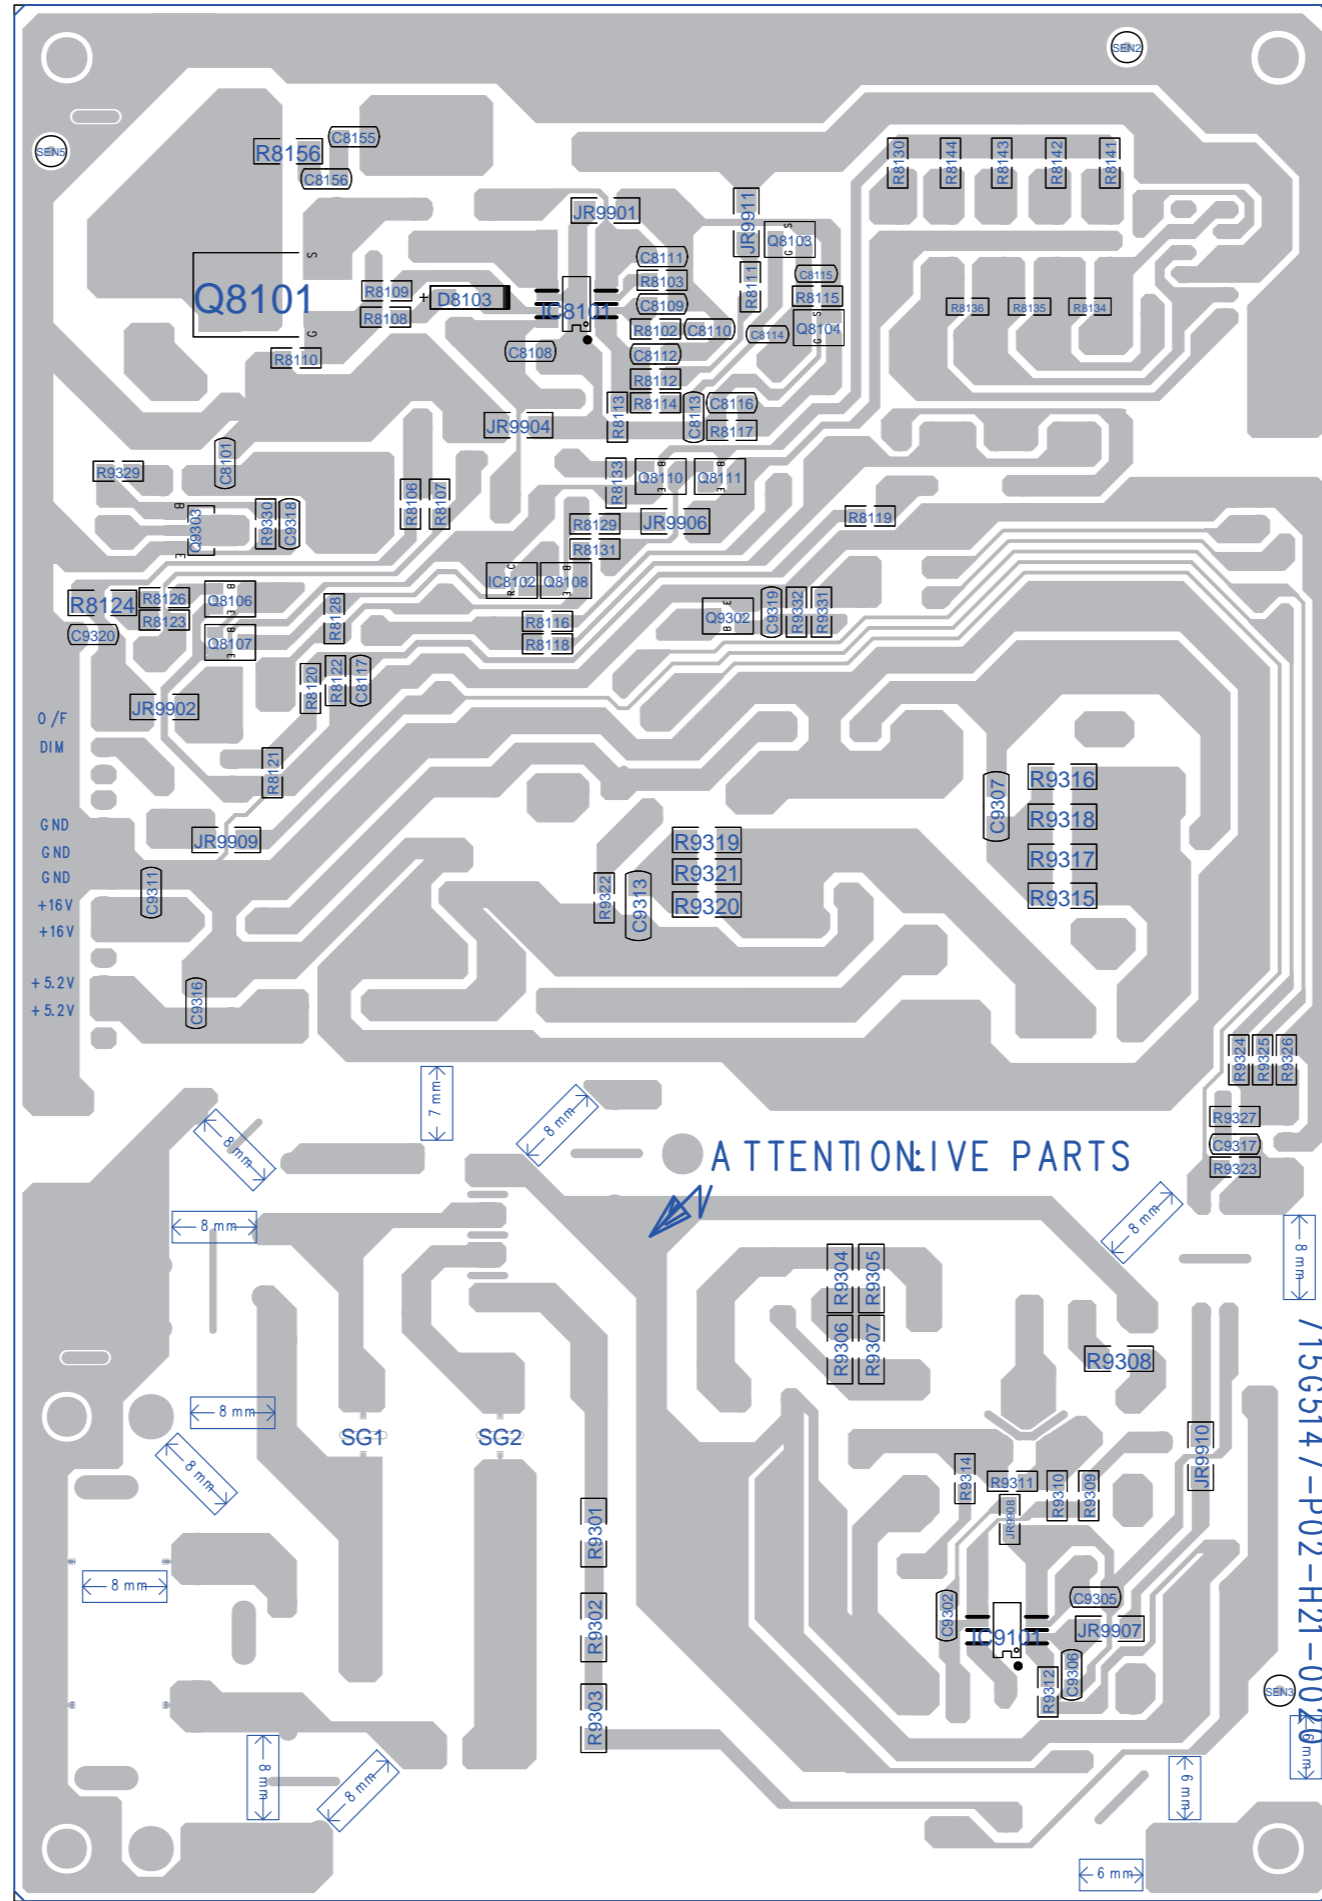 SEN2
SEN5
C8155
R8156
C8156
R8130
R8144
R8143
R8142
R8141
JR9901
JR9911
S
Q8103
G
S
Q8101
G
C8111
R8103
C8109
R8111
C8115
R8115
R8109
+
D8103
R8108
IC8101
R8102
C8110
C8114
S
Q8104
G
R8136
R8135
R8134
R8110
C8108
C8112
R8112
R8114
R8113
C8113
C8116
R8117
JR9904
R9329
C8101
R8133
B
Q8110
E
B
Q8111
E
R8106
R8107
B
Q9303
E
R9330
C9318
R8129
JR9906
R8119
R8131
C
IC8102
R
B
Q8108
E
R8124
R8126
R8123
B
Q8106
E
R8128
R8116
R8118
E
Q9302
B
C9319
R9332
R9331
C9320
B
Q8107
E
R8120
R8122
C8117
JR9902
O/F
DIM
R8121
C9307
R9316
R9318
R9317
R9315
GND
JR9909
GND
GND
+16V
+16V
C9311
R9319
R9321
R9320
R9322
C9313
+5.2V
+5.2V
C9316
R9324
R9325
R9326
7 mm
8 mm
8 mm
R9327
C9317
R9323
ATTENTION:LIVE PARTS
8 mm
8 mm
8 mm
R9304
R9305
R9306
R9307
R9308
715G5147-P02-H21-0020
8 mm
SG1
SG2
8 mm
R9314
R9311
JR9908
R9310
R9309
JR9910
R9301
8 mm
R9302
C9302
C9305
IC9101
JR9907
C9306
R9312
R9303
SEN3
6 mm
8 mm
8 mm
6 mm
6 mm